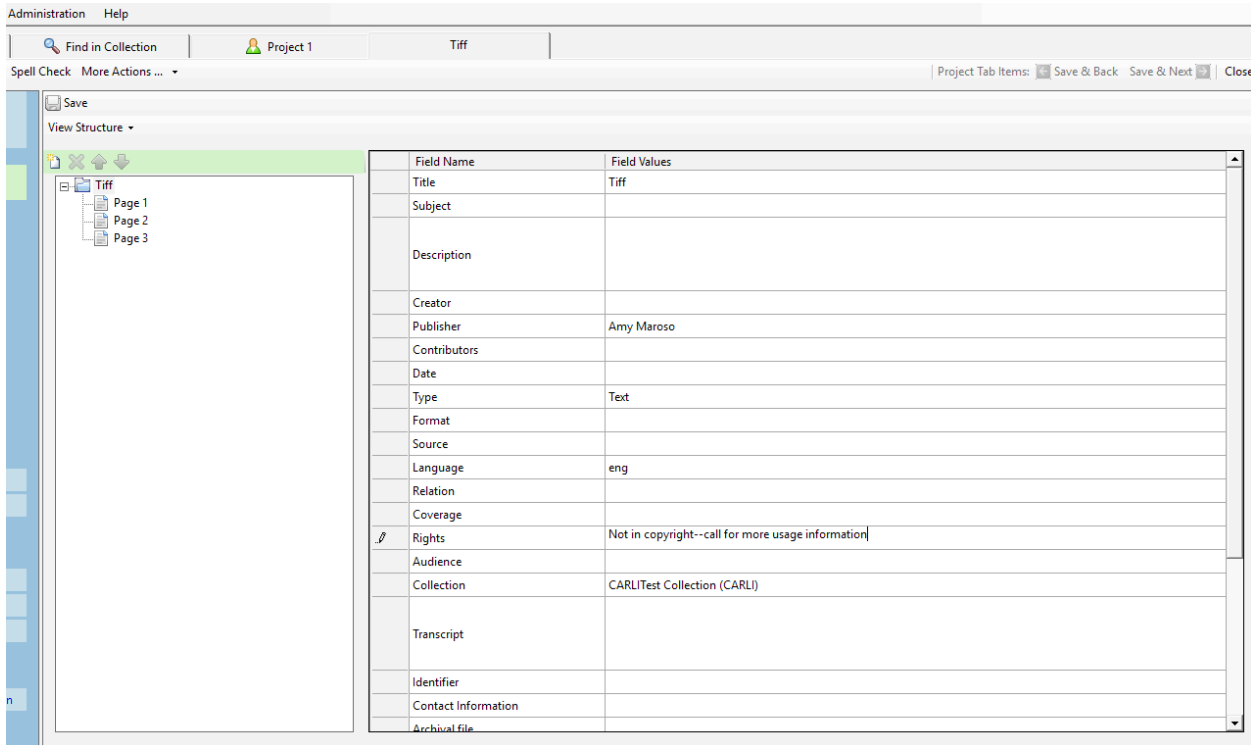 Administration Help
Find in Collection Project 1 Tiff
Spell Check More Actions ... Project Tab Items: Save & Back Save & Next Close
Save
View Structure
Field Name Field Values
Tiff Title Tiff
Page 1 Subject
Page 2
Page 3
Description
Creator
Publisher Amy Maroso
Contributors
Date
Type Text
Format
Source
Language eng
Relation
Coverage
Rights Not in copyright--call for more usage information
Audience
Collection CARLITest Collection (CARLI)
Transcript
Identifier
n Contact Information
Archival file